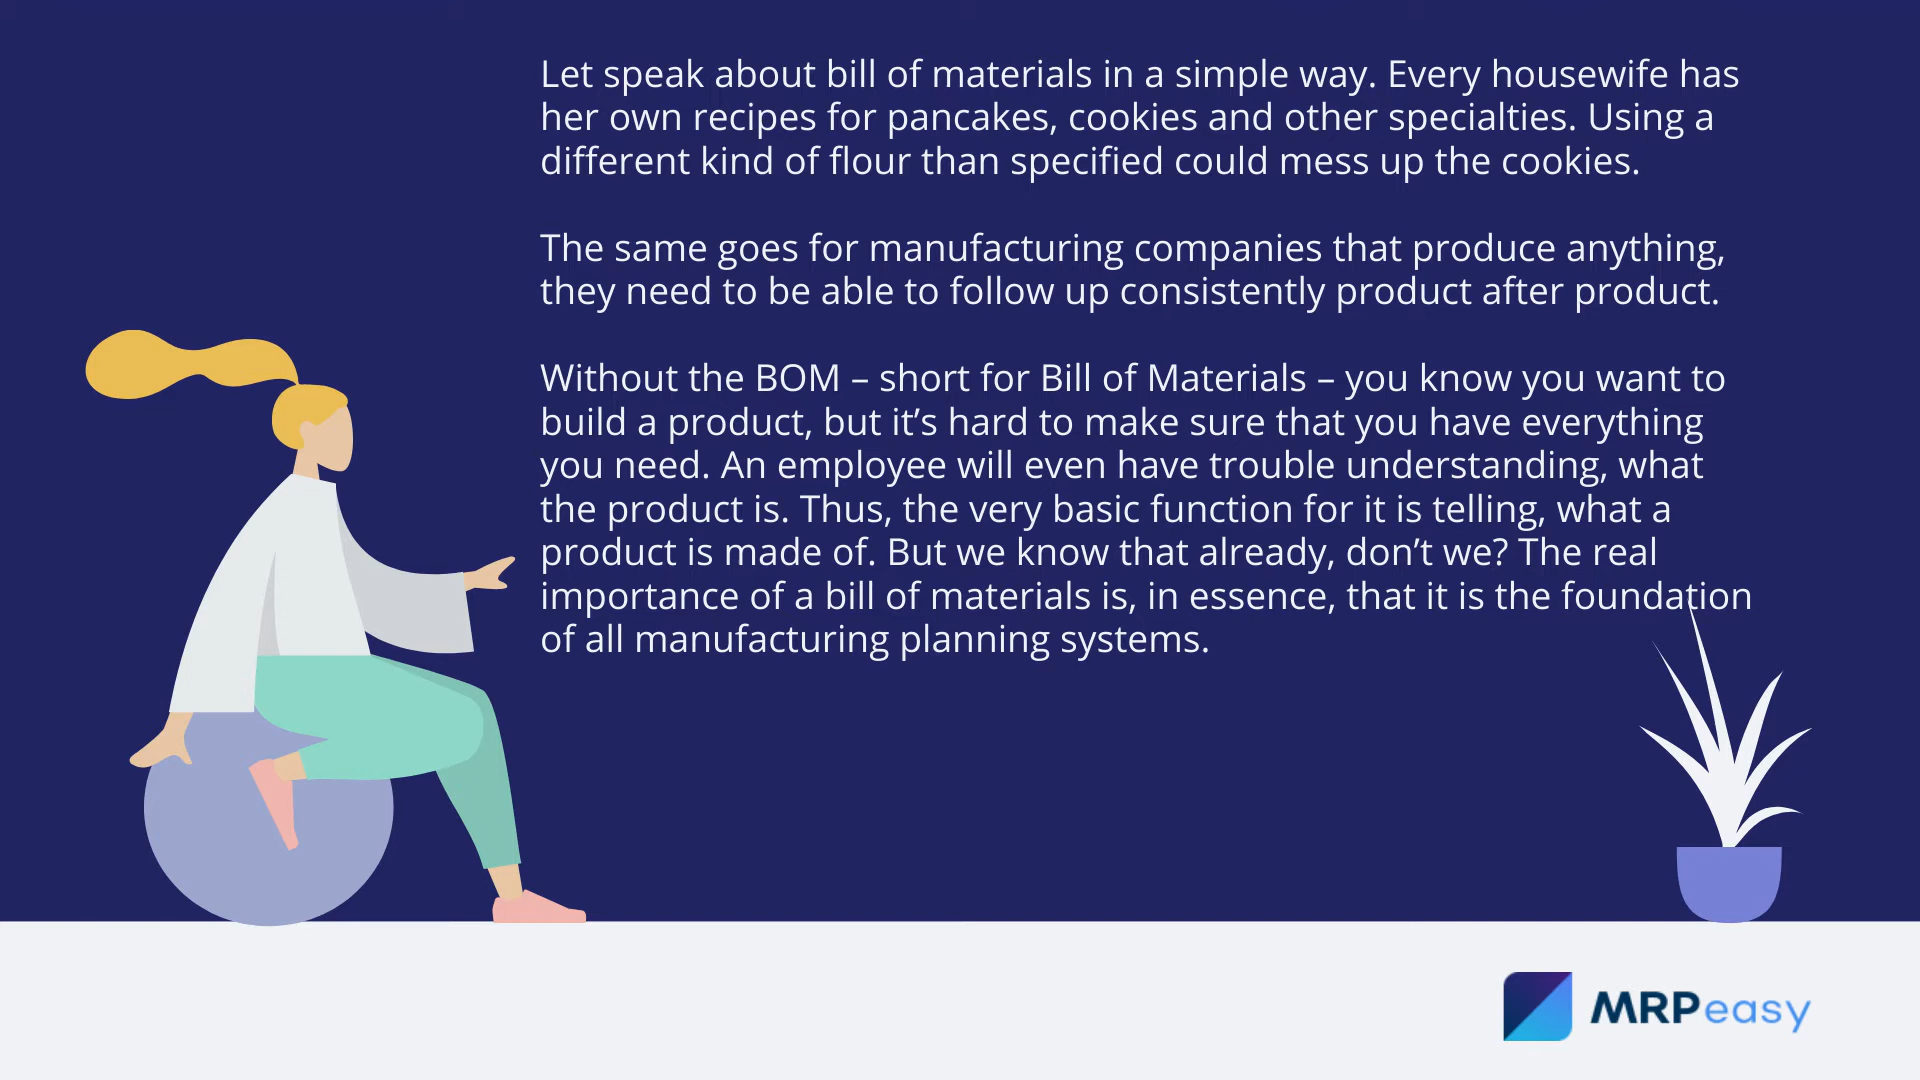 Let speak about bill of materials in a simple way. Every housewife has
her own recipes for pancakes, cookies and other specialties. Using a
different kind of flour than specified could mess up the cookies.
The same goes for manufacturing companies that produce anything,
they need to be able to follow up consistently product after product.
Without the BOM – short for Bill of Materials – you know you want to
build a product, but it’s hard to make sure that you have everything
you need. An employee will even have trouble understanding, what
the product is. Thus, the very basic function for it is telling, what a
product is made of. But we know that already, don’t we? The real
importance of a bill of materials is, in essence, that it is the foundation
of all manufacturing planning systems.
MRPeasy